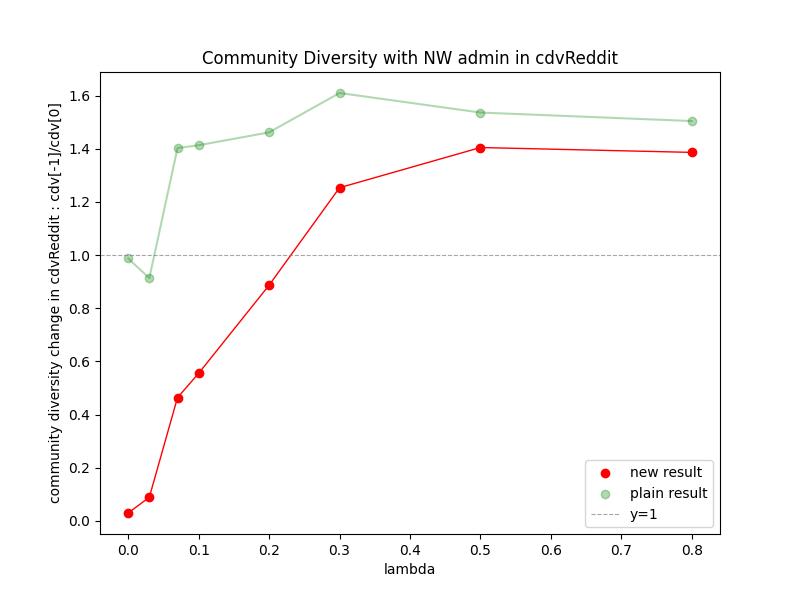 Community Diversity with NW admin in cdvReddit
community diversity change in cdvReddit : cdv[-1]/cdv[0]
1.6
1.4
1.2
1.0
0.8
0.6
0.4
0.2
0.0
new result
plain result
y=1
0.0 0.1 0.2 0.3 0.4 0.5 0.6 0.7 0.8
lambda